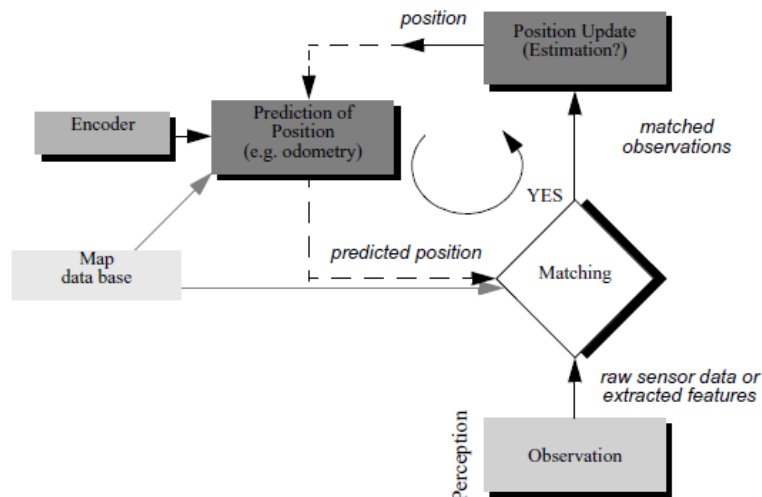 position
Position Update
(Estimation?)
Encoder
Prediction of
Position
(e.g. odometry)
matched
observations
YES
predicted position
Map
data base
Matching
raw sensor data or
extracted features
Perception
Observation